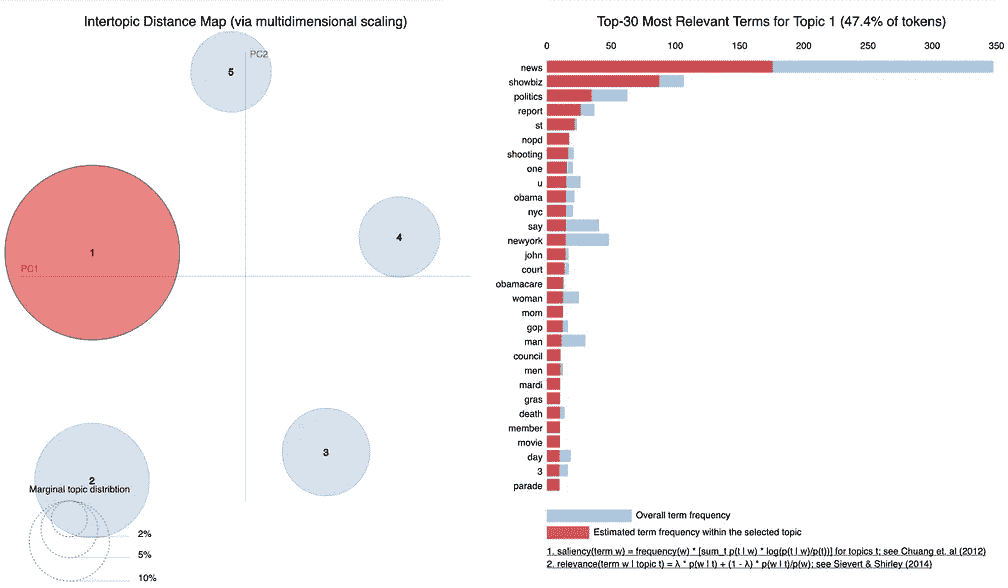 Intertopic Distance Map (via multidimensional scaling)
PC2
5
1
4
PC1
3
2
Marginal topic distribtion
2%
5%
10%
Top-30 Most Relevant Terms for Topic 1 (47.4% of tokens)
0 50 100 150 200 250 300 350
news
showbiz
politics
report
st
nopd
shooting
one
u
obama
nyc
say
newyork
john
court
obamacare
woman
mom
gop
man
council
men
mardi
gras
death
member
movie
day
3
parade
Overall term frequency
Estimated term frequency within the selected topic
1. saliency(term w) = frequency(w) * [sum_t p(t | w) * log(p(t | w)/p(t))] for topics t; see Chuang et. al (2012)
2. relevance(term w | topic t) = λ * p(w | t) + (1 - λ) * p(w | t)/p(w); see Sievert & Shirley (2014)